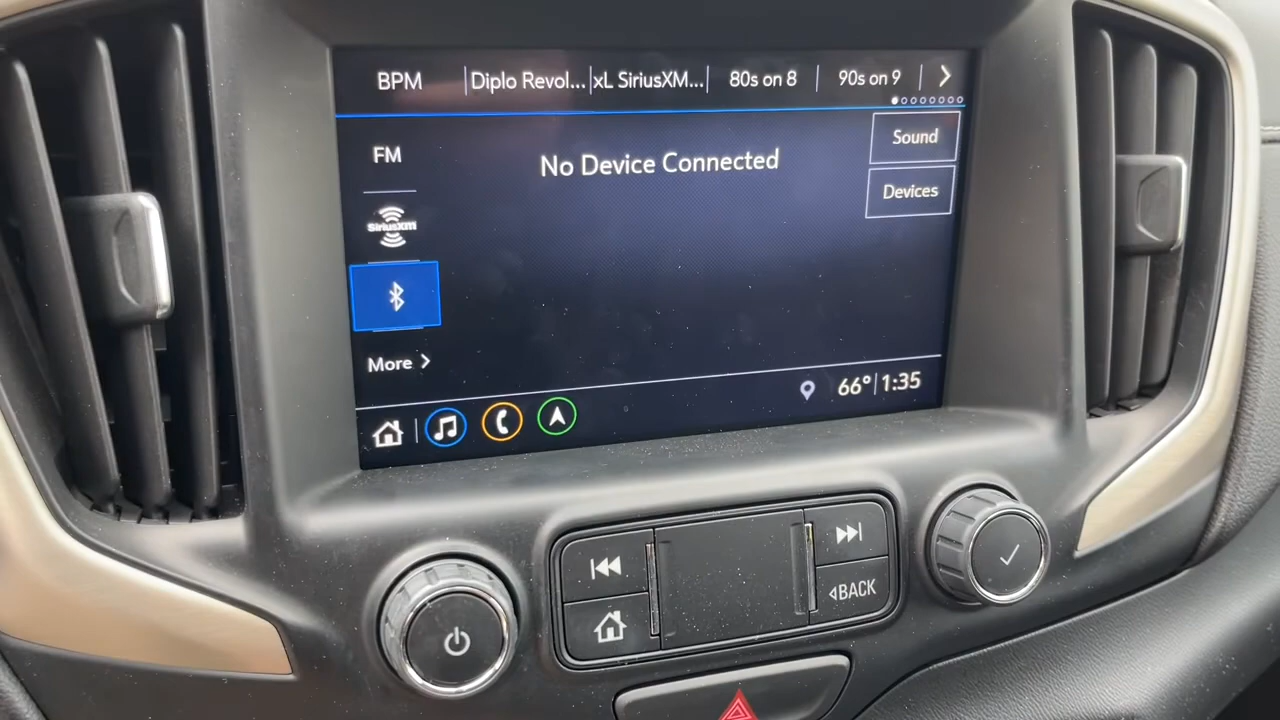 BPM
Diplo Revol...
xL SiriusXM...
80s on 8
90s on 9
FM
No Device Connected
Sound
SiriusXM
Devices
More
66° 1:35
BACK